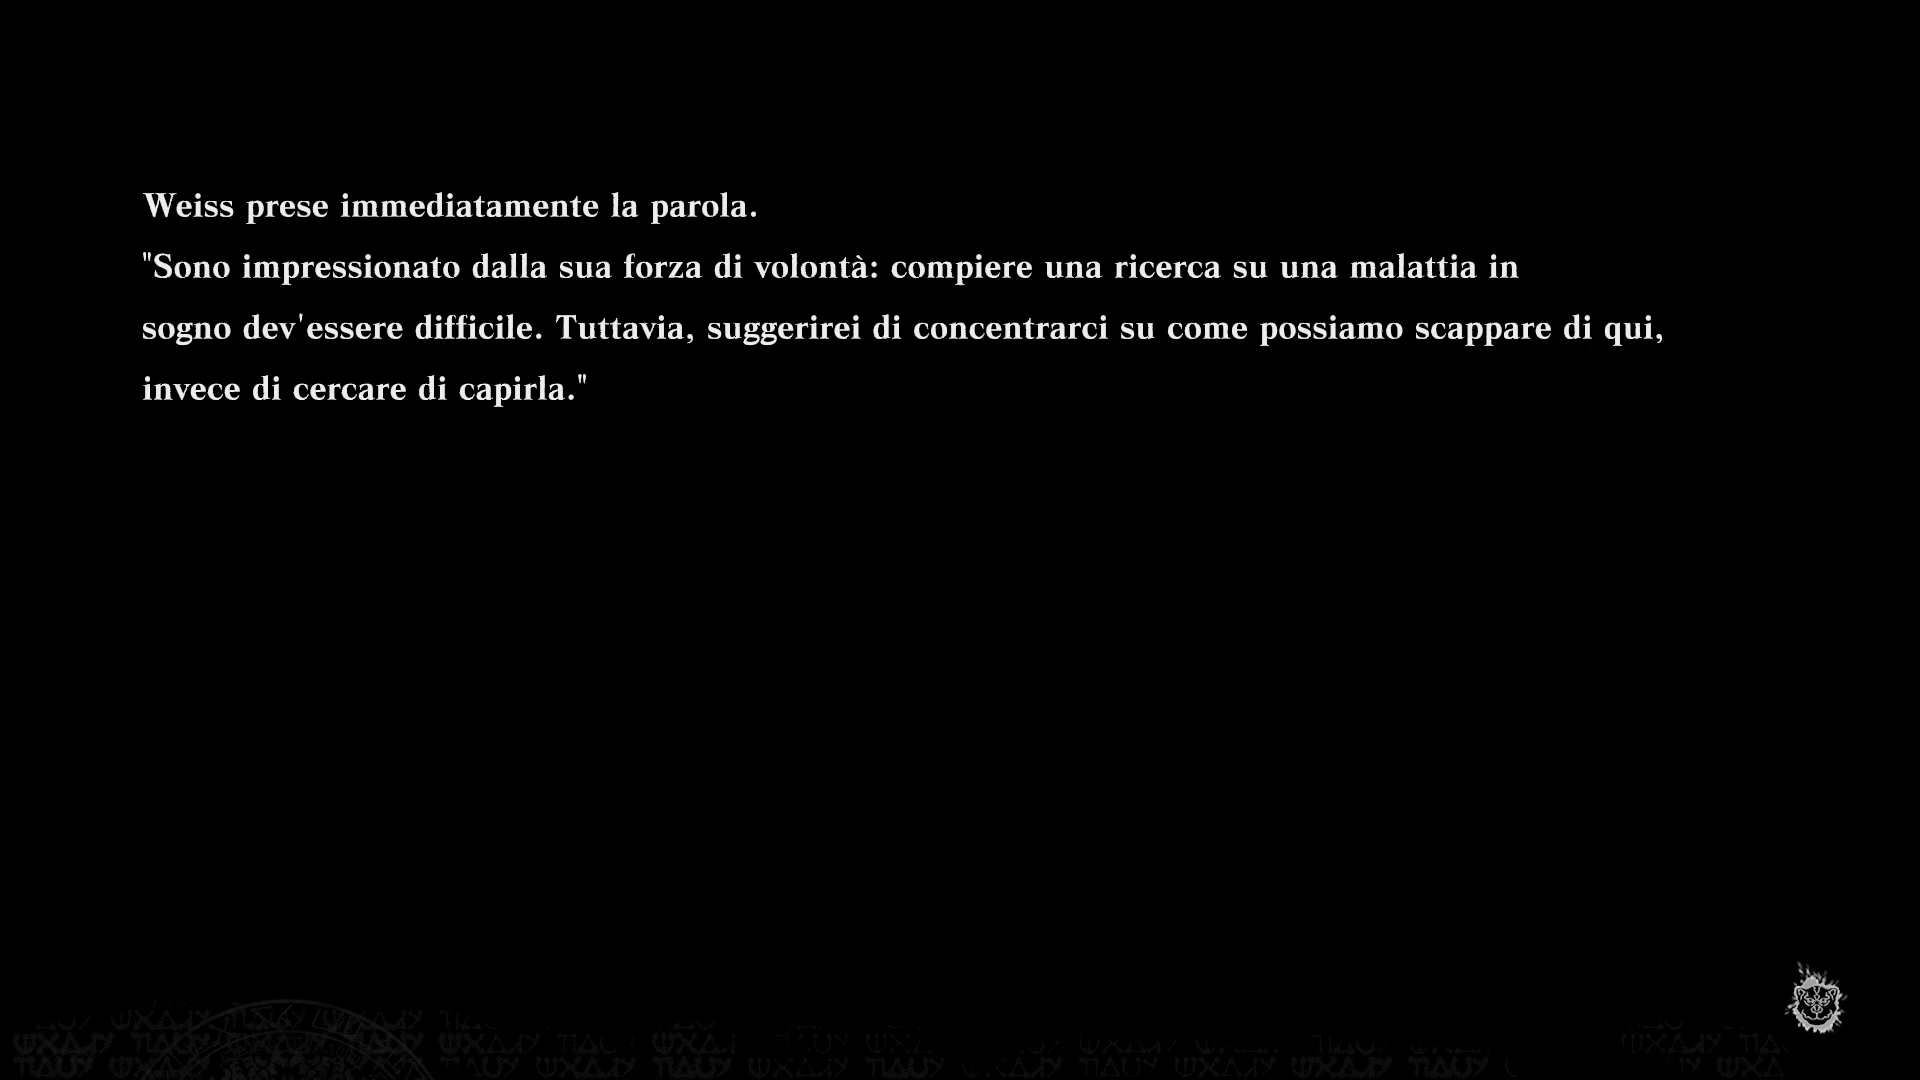 Weiss prese immediatamente la parola.
"Sono impressionato dalla sua forza di volontà: compiere una ricerca su una malattia in
sogno dev'essere difficile. Tuttavia, suggerirei di concentrarci su come possiamo scappare di qui,
invece di cercare di capirla."